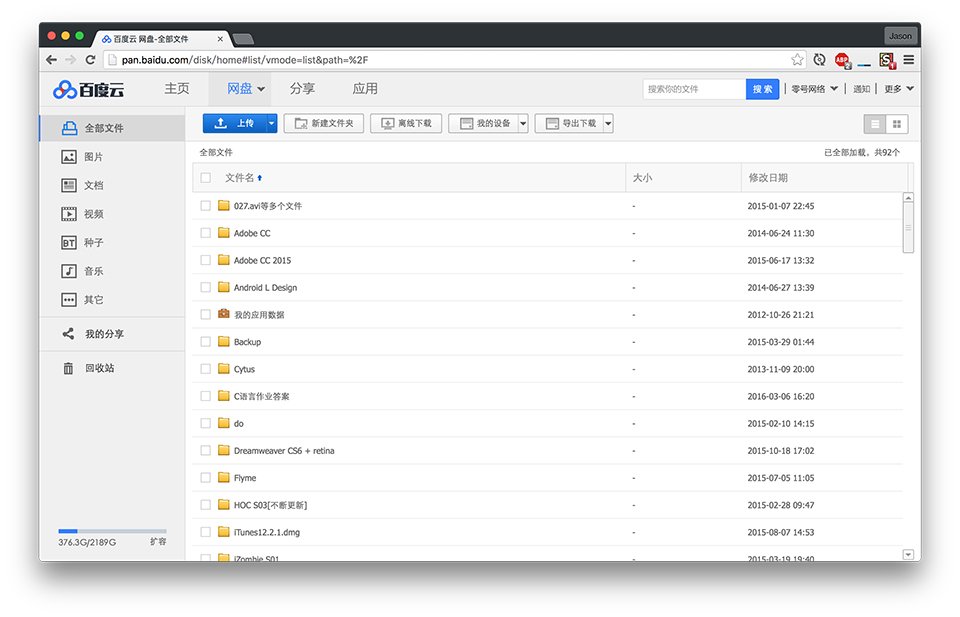 百度云 网盘-全部文件
Jason
pan.baidu.com/disk/home#list/vmode=list&path=%2F
ABP
百度云 主页 网盘 分享 应用 搜索你的文件 搜索 零号网络 通知 更多
全部文件
图片
文档
视频
BT 种子
音乐
其它
我的分享
回收站
376.3G/2189G 扩容
上传 新建文件夹 离线下载 我的设备 导出下载
全部文件 已全部加载，共92个
文件名 大小 修改日期
027.avi等多个文件 - 2015-01-07 22:45
Adobe CC - 2014-06-24 11:30
Adobe CC 2015 - 2015-06-17 13:32
Android L Design - 2014-06-27 13:39
我的应用数据 - 2012-10-26 21:21
Backup - 2015-03-29 01:44
Cytus - 2013-11-09 20:00
C语言作业答案 - 2016-03-06 16:20
do - 2015-02-10 14:15
Dreamweaver CS6 + retina - 2015-10-18 17:02
Flyme - 2015-07-05 11:05
HOC S03[不断更新] - 2015-02-28 09:47
iTunes12.2.1.dmg - 2015-08-07 14:53
iZombie S01 - 2015-03-19 19:40